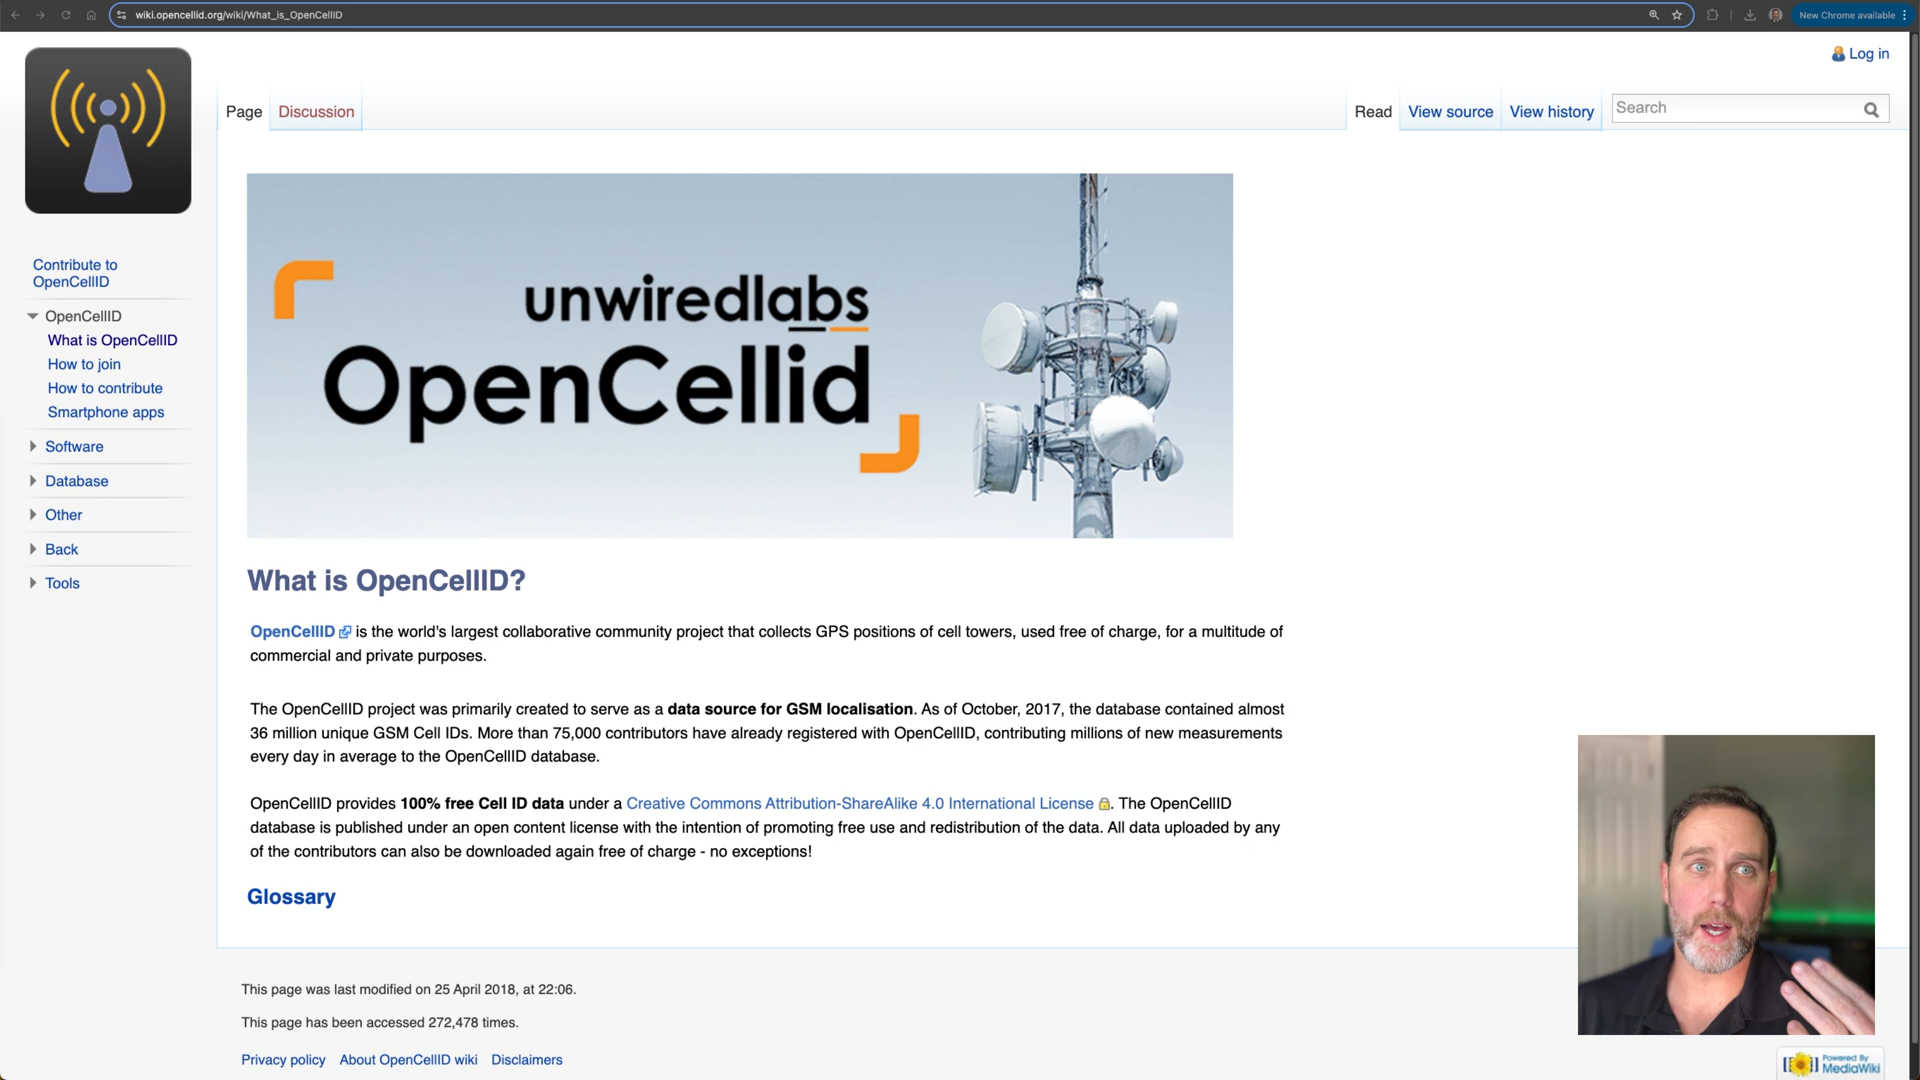 wiki.opencellid.org/wiki/What_is_OpenCellID
New Chrome available
Log in
Page
Discussion
Read
View source
View history
Search
Contribute to
OpenCellID
OpenCellID
What is OpenCellID
How to join
How to contribute
Smartphone apps
Software
Database
Other
Back
Tools
unwiredlabs
OpenCellid
What is OpenCellID?
OpenCellID is the world's largest collaborative community project that collects GPS positions of cell towers, used free of charge, for a multitude of
commercial and private purposes.
The OpenCellID project was primarily created to serve as a data source for GSM localisation. As of October, 2017, the database contained almost
36 million unique GSM Cell IDs. More than 75,000 contributors have already registered with OpenCellID, contributing millions of new measurements
every day in average to the OpenCellID database.
OpenCellID provides 100% free Cell ID data under a Creative Commons Attribution-ShareAlike 4.0 International License. The OpenCellID
database is published under an open content license with the intention of promoting free use and redistribution of the data. All data uploaded by any
of the contributors can also be downloaded again free of charge - no exceptions!
Glossary
This page was last modified on 25 April 2018, at 22:06.
This page has been accessed 272,478 times.
Privacy policy
About OpenCellID wiki
Disclaimers
Powered By
MediaWiki